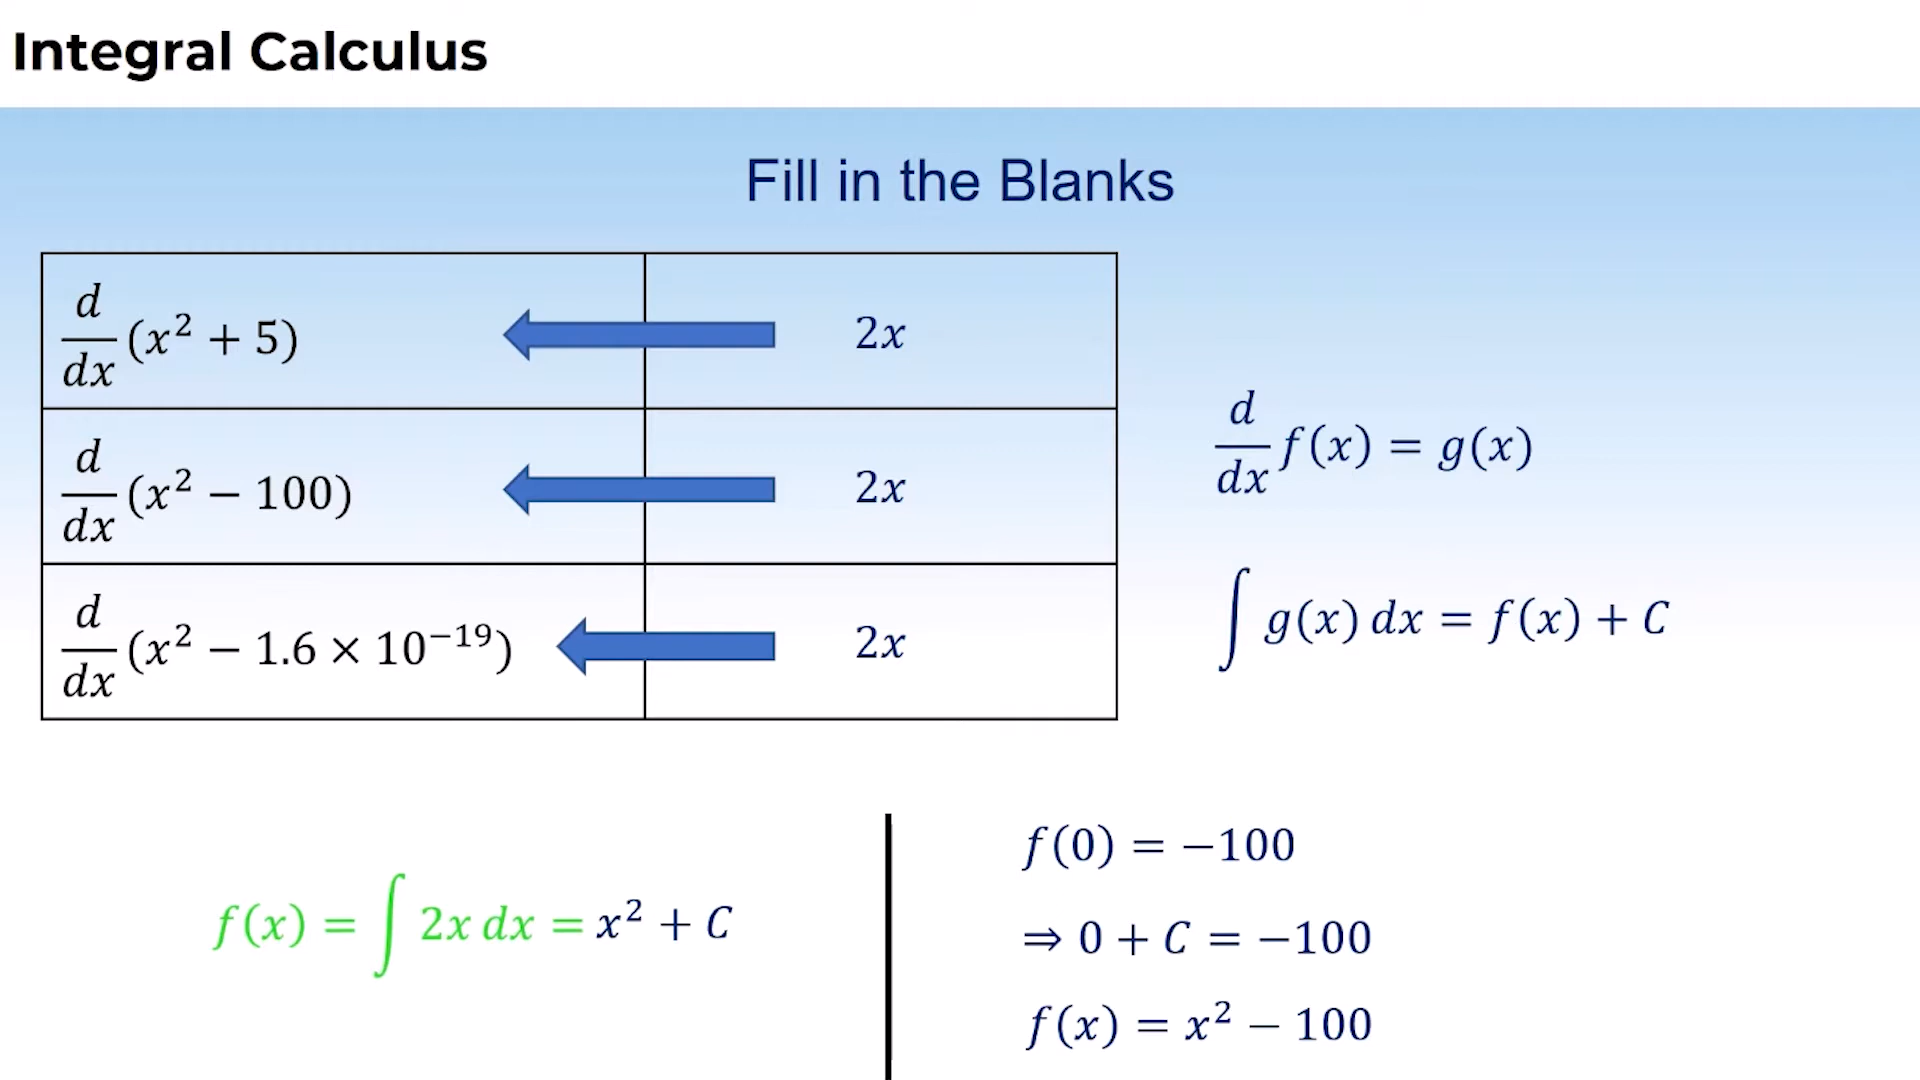 Integral Calculus
Fill in the Blanks
d/dx (x² + 5) 2x
d/dx (x² − 100) 2x
d/dx (x² − 1.6 × 10⁻¹⁹) 2x
d/dx f(x) = g(x)
∫ g(x) dx = f(x) + C
f(x) = ∫ 2x dx = x² + C
f(0) = −100
⇒ 0 + C = −100
f(x) = x² − 100